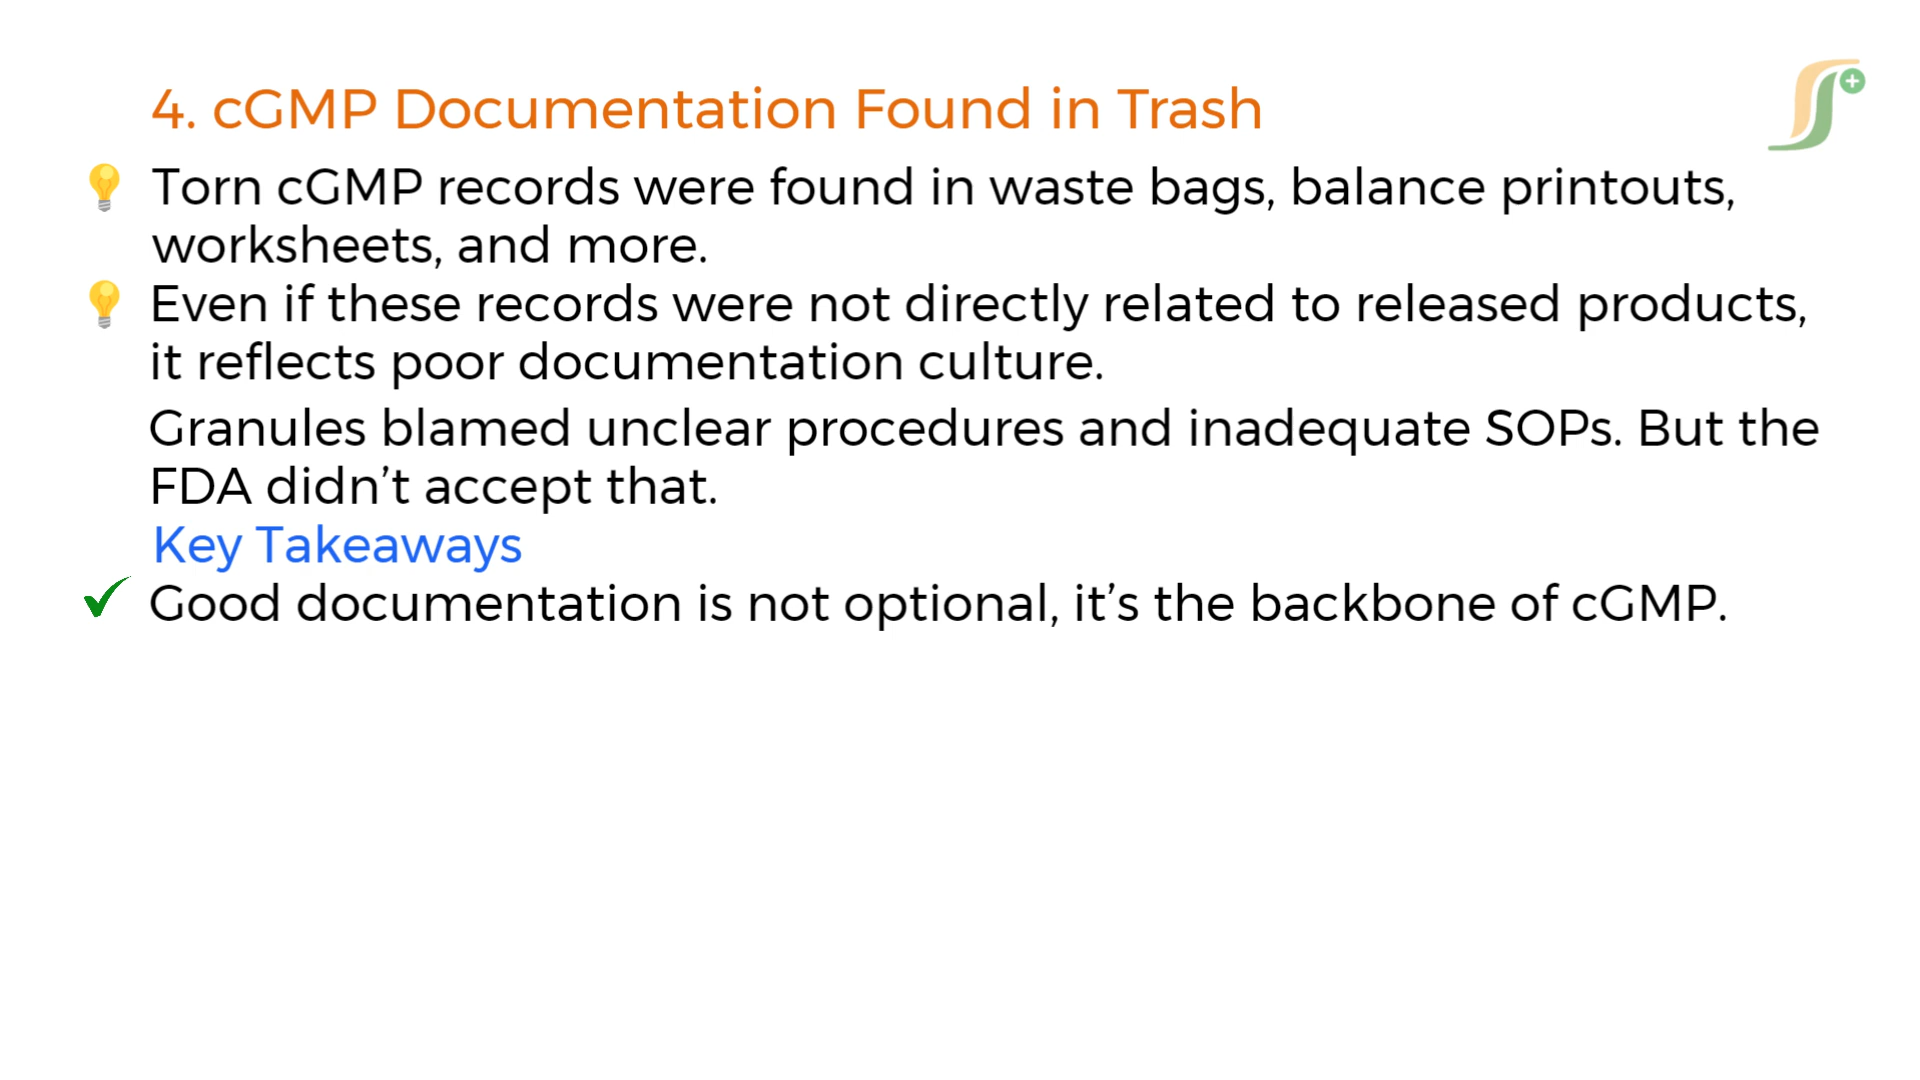 4. cGMP Documentation Found in Trash
Torn cGMP records were found in waste bags, balance printouts,
worksheets, and more.
Even if these records were not directly related to released products,
it reflects poor documentation culture.
Granules blamed unclear procedures and inadequate SOPs. But the
FDA didn’t accept that.
Key Takeaways
Good documentation is not optional, it’s the backbone of cGMP.